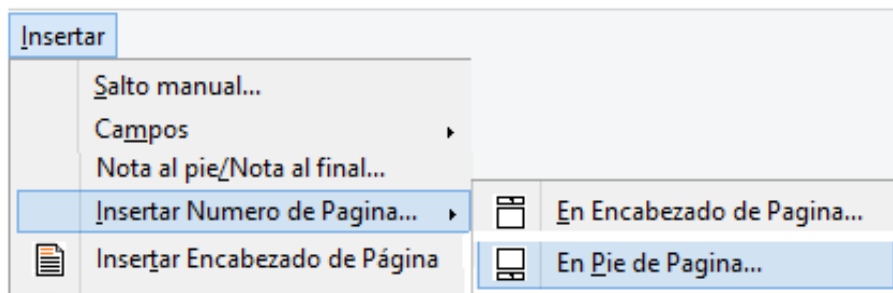 Insertar
Salto manual...
Campos
Nota al pie/Nota al final...
Insertar Numero de Pagina...
En Encabezado de Pagina...
Insertar Encabezado de Página
En Pie de Pagina...